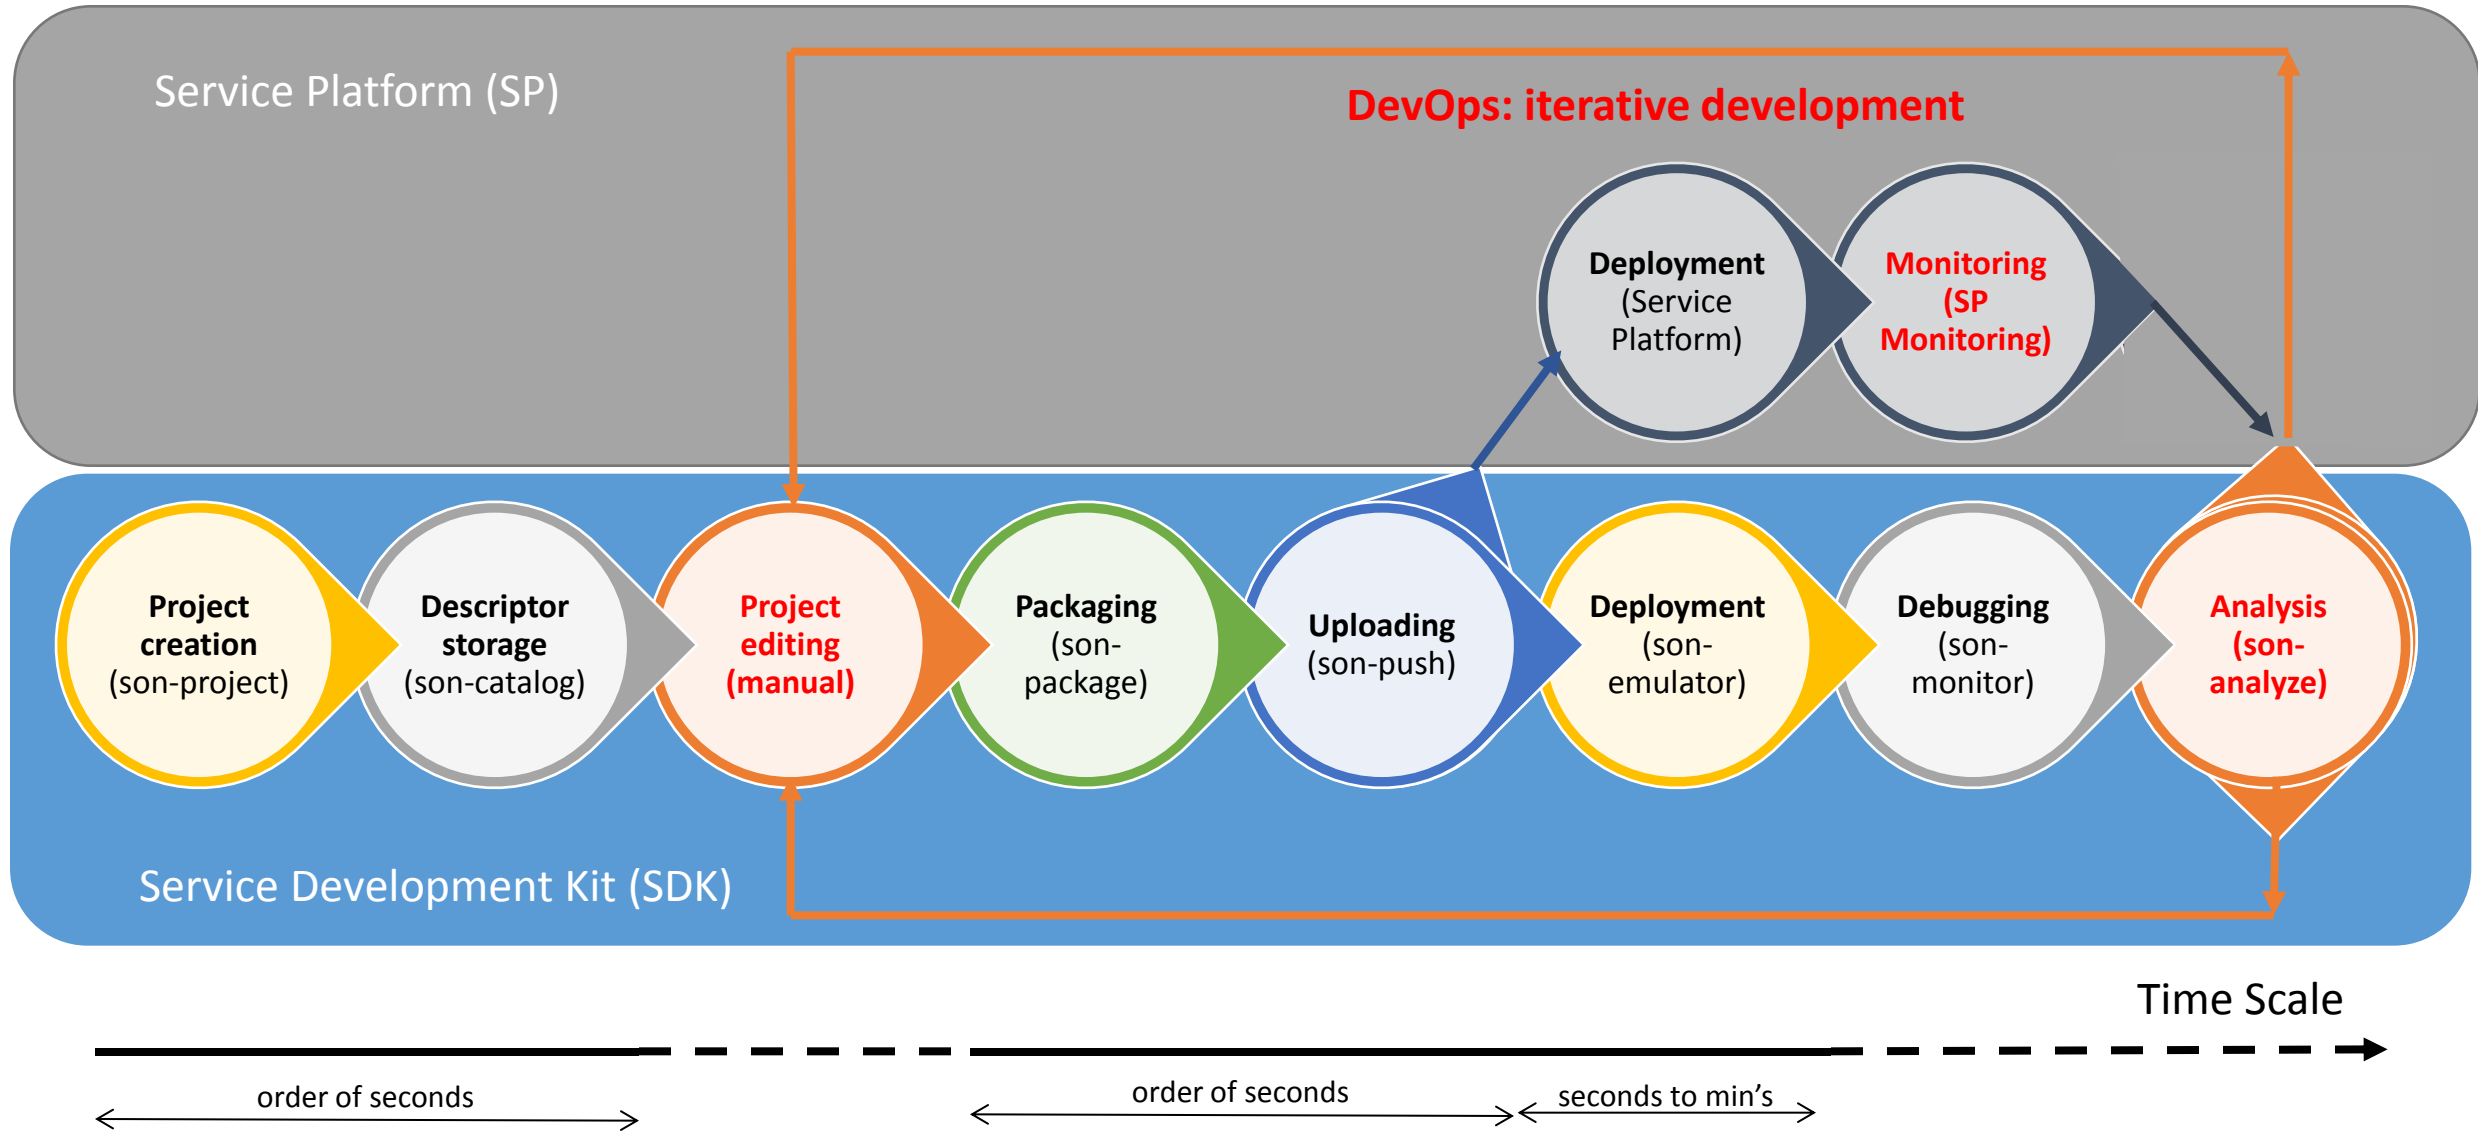 Service Platform (SP)
DevOps: iterative development
Deployment
(Service
Platform)
Monitoring
(SP
Monitoring)
Project
creation
(son-project)
Descriptor
storage
(son-catalog)
Project
editing
(manual)
Packaging
(son-
package)
Uploading
(son-push)
Deployment
(son-
emulator)
Debugging
(son-
monitor)
Analysis
(son-
analyze)
Service Development Kit (SDK)
Time Scale
order of seconds
order of seconds
seconds to min's